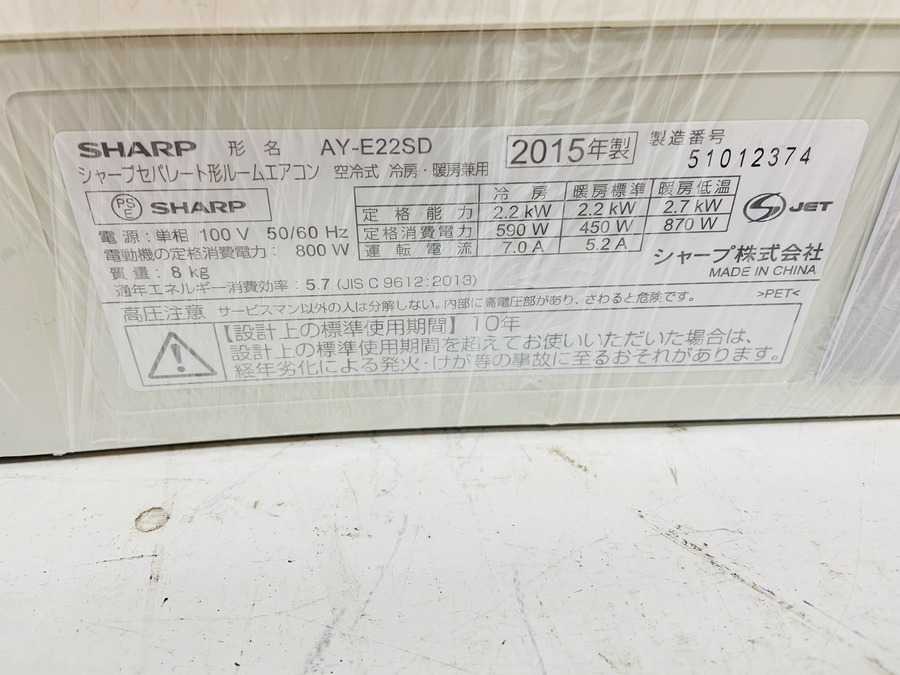 SHARP 形名 AY-E22SD 2015年製 製造番号 51012374
シャープセパレート形ルームエアコン 空冷式 冷房・暖房兼用
PSE SHARP
冷房 暖房標準 暖房低温
定格能力 2.2 kW 2.2 kW 2.7 kW
定格消費電力 590 W 450 W 870 W
運転電流 7.0 A 5.2 A
S JET
電源:単相 100 V 50/60 Hz
電動機の定格消費電力: 800 W
質量:8 kg
通年エネルギー消費効率:5.7 (JIS C 9612:2013)
シャープ株式会社
MADE IN CHINA
高圧注意 サービスマン以外の人は分解しない。内部に高電圧部があり、さわると危険です。 >PET<
【設計上の標準使用期間】10年
設計上の標準使用期間を超えてお使いいただいた場合は、
経年劣化による発火・けが等の事故に至るおそれがあります。